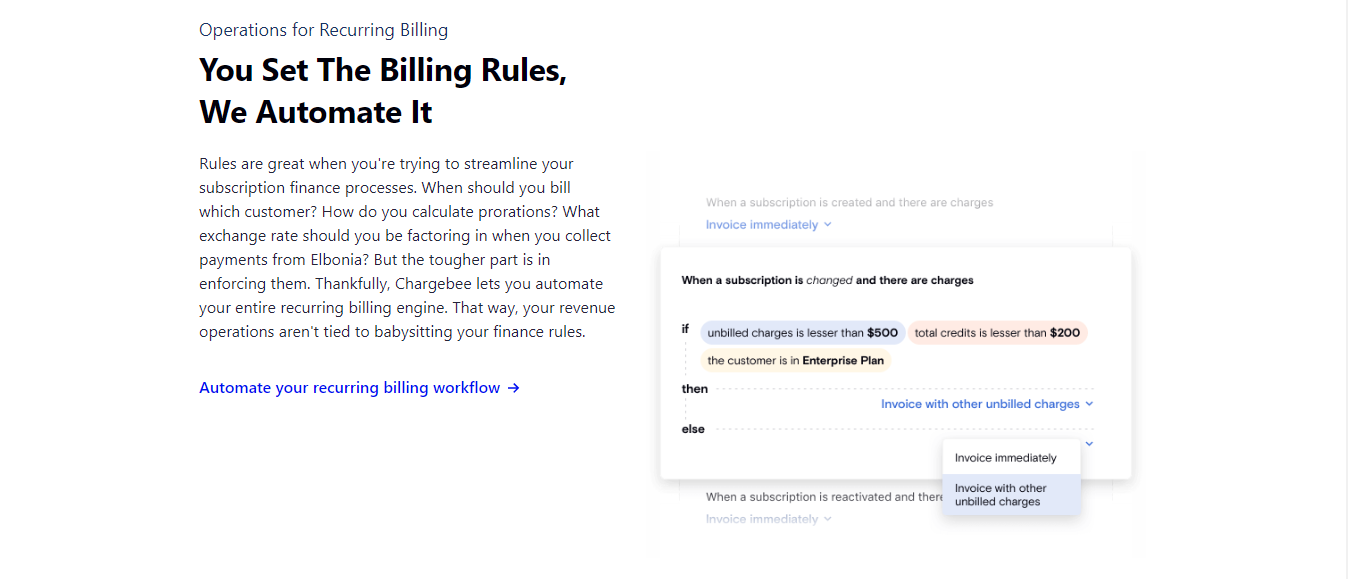 Operations for Recurring Billing
You Set The Billing Rules,
We Automate It
Rules are great when you're trying to streamline your
subscription finance processes. When should you bill
which customer? How do you calculate prorations? What
exchange rate should you be factoring in when you collect
payments from Elbonia? But the tougher part is in
enforcing them. Thankfully, Chargebee lets you automate
your entire recurring billing engine. That way, your revenue
operations aren't tied to babysitting your finance rules.
Automate your recurring billing workflow →
When a subscription is created and there are charges
Invoice immediately
When a subscription is changed and there are charges
if unbilled charges is lesser than $500 total credits is lesser than $200
the customer is in Enterprise Plan
then
Invoice with other unbilled charges
else
Invoice immediately
Invoice with other
unbilled charges
When a subscription is reactivated and there
Invoice immediately